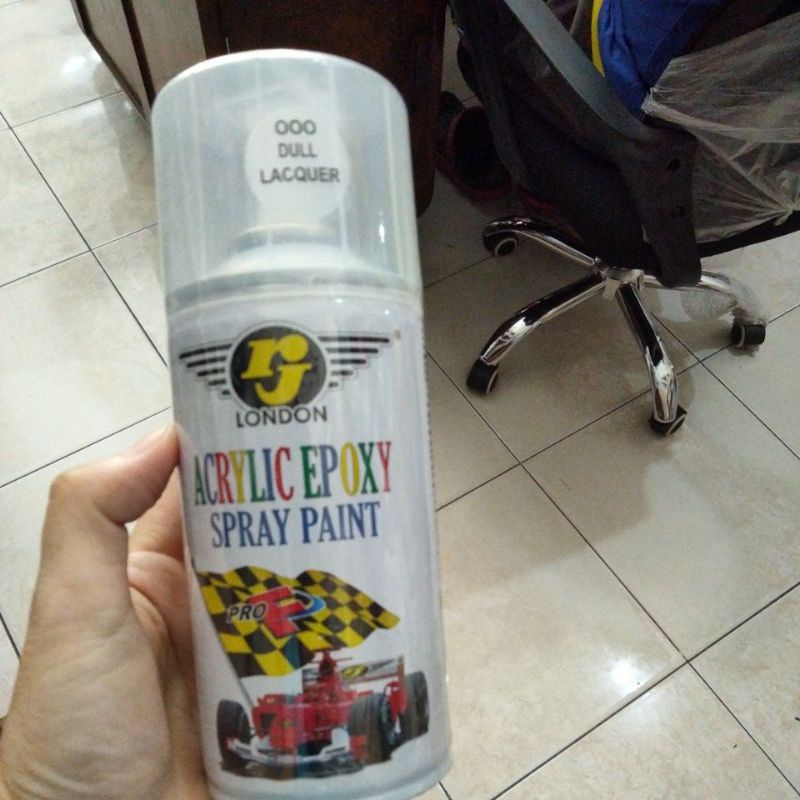 000
DULL
LACQUER
rj
LONDON
ACRYLIC EPOXY
SPRAY PAINT
PRO